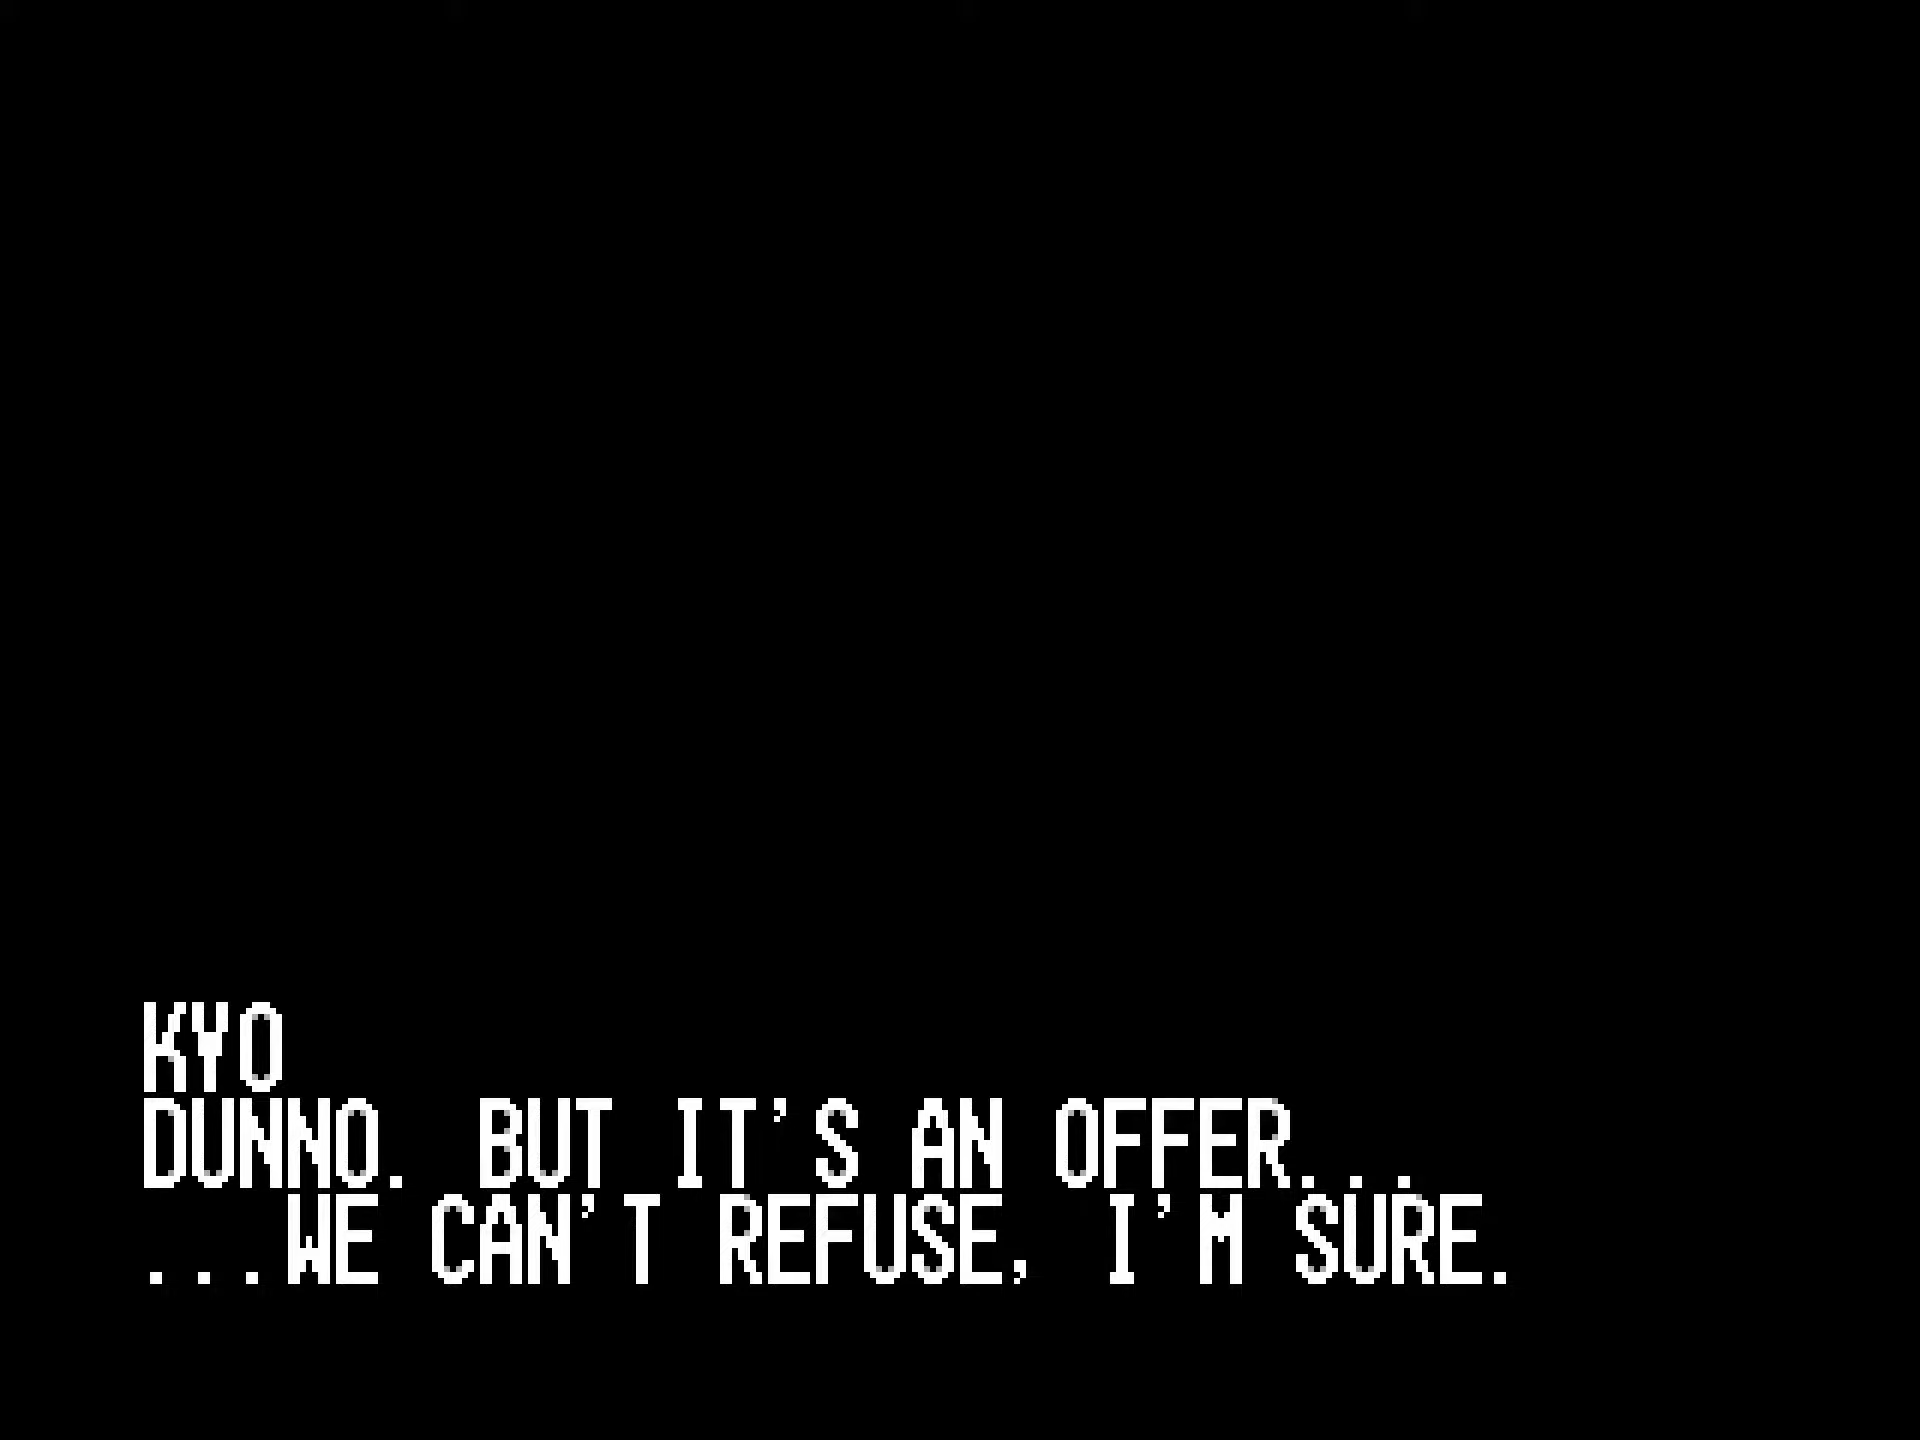 KYO
DUNNO. BUT IT'S AN OFFER...
...WE CAN'T REFUSE, I'M SURE.